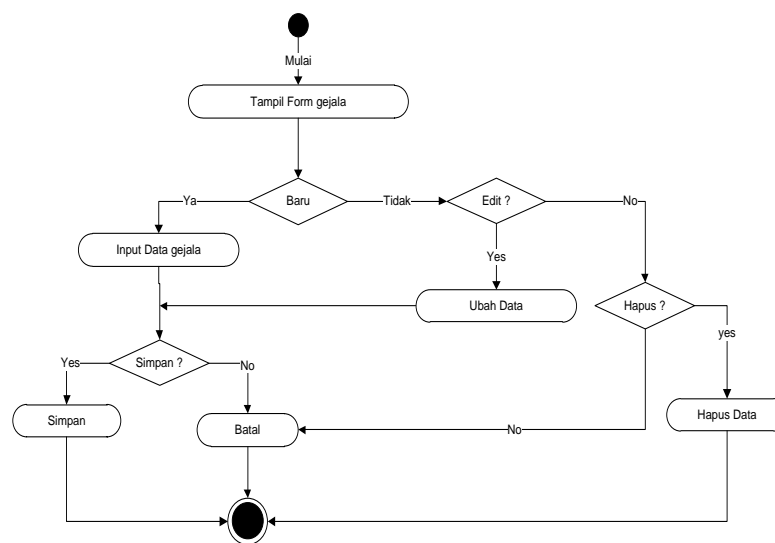 Mulai
Tampil Form gejala
Ya
Baru
Tidak
Edit ?
No
Input Data gejala
Yes
Ubah Data
Hapus ?
yes
Yes
Simpan ?
No
Simpan
Batal
No
Hapus Data